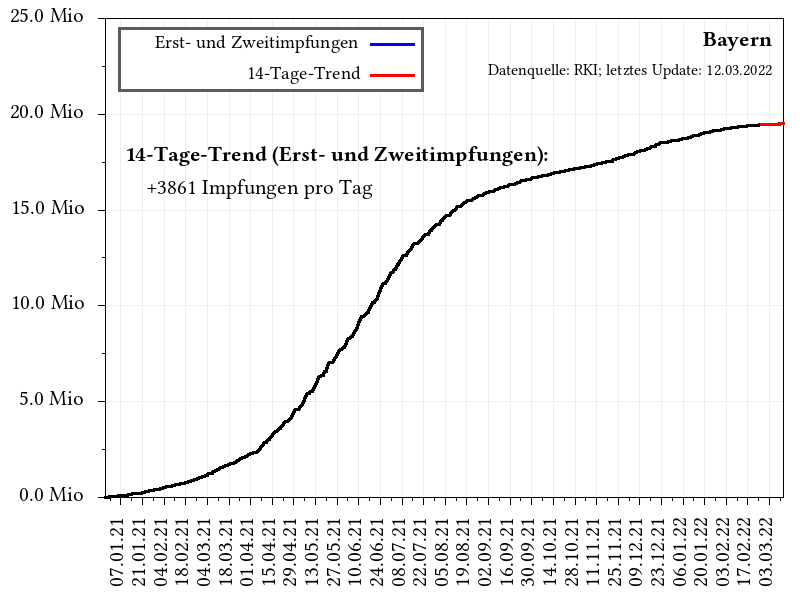 25.0 Mio
20.0 Mio
15.0 Mio
10.0 Mio
5.0 Mio
0.0 Mio
Erst- und Zweitimpfungen
14-Tage-Trend
Bayern
Datenquelle: RKI; letztes Update: 12.03.2022
14-Tage-Trend (Erst- und Zweitimpfungen):
+3861 Impfungen pro Tag
07.01.21
21.01.21
04.02.21
18.02.21
04.03.21
18.03.21
01.04.21
15.04.21
29.04.21
13.05.21
27.05.21
10.06.21
24.06.21
08.07.21
22.07.21
05.08.21
19.08.21
02.09.21
16.09.21
30.09.21
14.10.21
28.10.21
11.11.21
25.11.21
09.12.21
23.12.21
06.01.22
20.01.22
03.02.22
17.02.22
03.03.22